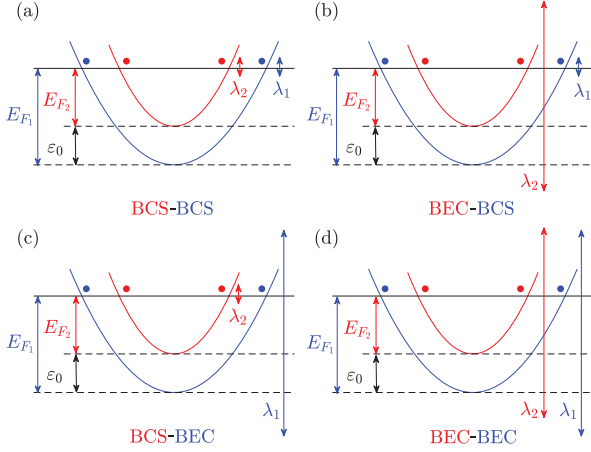 (a)
E_{F_1}
E_{F_2}
ε_0
λ_2
λ_1
BCS-BCS
(b)
E_{F_1}
E_{F_2}
ε_0
λ_1
λ_2
BEC-BCS
(c)
E_{F_1}
E_{F_2}
ε_0
λ_2
λ_1
BCS-BEC
(d)
E_{F_1}
E_{F_2}
ε_0
λ_2
λ_1
BEC-BEC